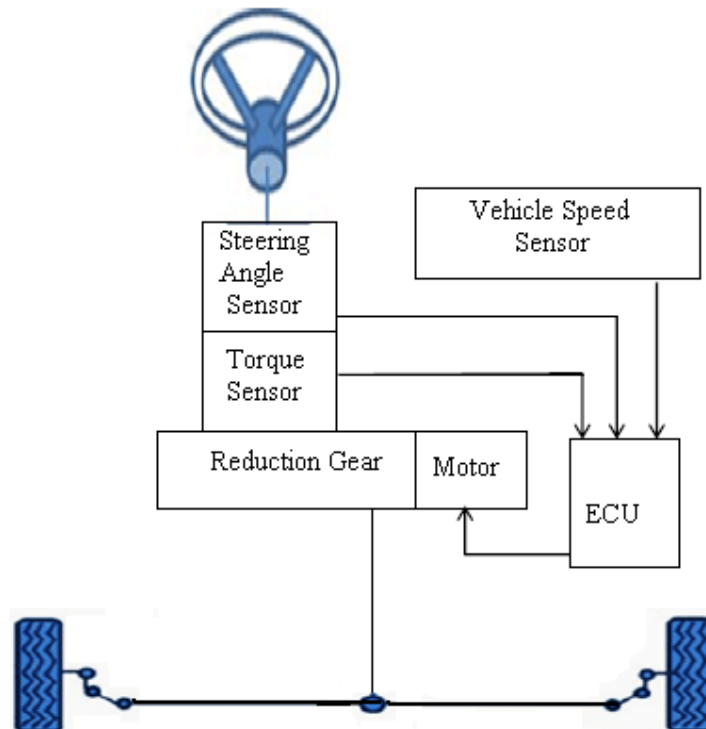 Steering
Angle
Sensor
Vehicle Speed
Sensor
Torque
Sensor
Reduction Gear
Motor
ECU